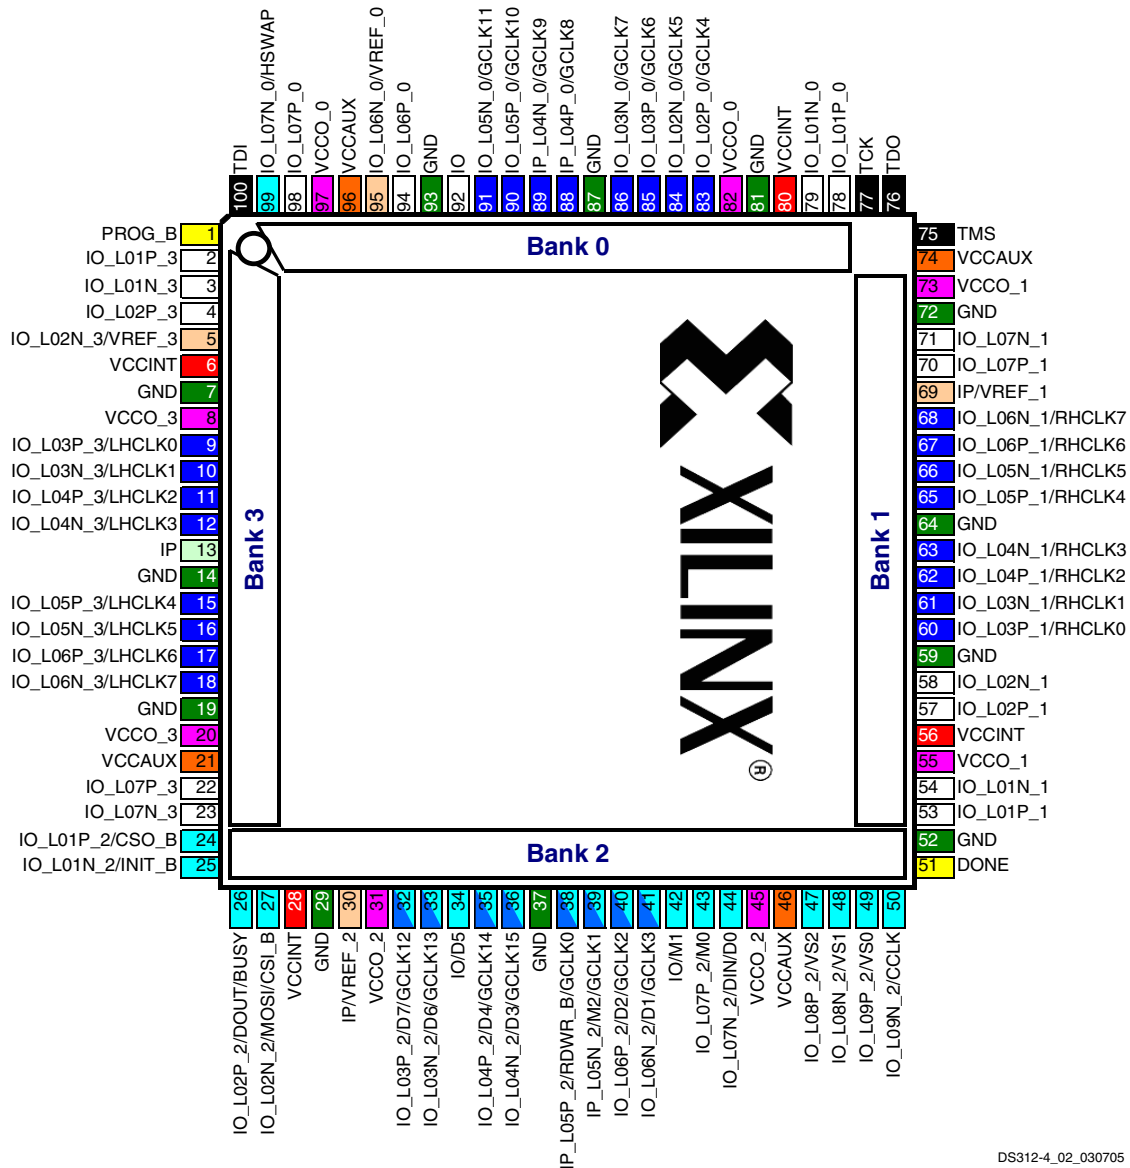 TDI
IO_L07N_0/HSWAP
IO_L07P_0
VCCO_0
VCCAUX
IO_L06N_0/VREF_0
IO_L06P_0
GND
IO
IO_L05N_0/GCLK11
IO_L05P_0/GCLK10
IP_L04N_0/GCLK9
IP_L04P_0/GCLK8
GND
IO_L03N_0/GCLK7
IO_L03P_0/GCLK6
IO_L02N_0/GCLK5
IO_L02P_0/GCLK4
VCCO_0
GND
VCCINT
IO_L01N_0
IO_L01P_0
TCK
TDO
100
99
98
97
96
95
94
93
92
91
90
89
88
87
86
85
84
83
82
81
80
79
78
77
76
PROG_B 1
IO_L01P_3 2
IO_L01N_3 3
IO_L02P_3 4
IO_L02N_3/VREF_3 5
VCCINT 6
GND 7
VCCO_3 8
IO_L03P_3/LHCLK0 9
IO_L03N_3/LHCLK1 10
IO_L04P_3/LHCLK2 11
IO_L04N_3/LHCLK3 12
IP 13
GND 14
IO_L05P_3/LHCLK4 15
IO_L05N_3/LHCLK5 16
IO_L06P_3/LHCLK6 17
IO_L06N_3/LHCLK7 18
GND 19
VCCO_3 20
VCCAUX 21
IO_L07P_3 22
IO_L07N_3 23
IO_L01P_2/CSO_B 24
IO_L01N_2/INIT_B 25
Bank 0
Bank 3
XILINX
®
Bank 1
Bank 2
75 TMS
74 VCCAUX
73 VCCO_1
72 GND
71 IO_L07N_1
70 IO_L07P_1
69 IP/VREF_1
68 IO_L06N_1/RHCLK7
67 IO_L06P_1/RHCLK6
66 IO_L05N_1/RHCLK5
65 IO_L05P_1/RHCLK4
64 GND
63 IO_L04N_1/RHCLK3
62 IO_L04P_1/RHCLK2
61 IO_L03N_1/RHCLK1
60 IO_L03P_1/RHCLK0
59 GND
58 IO_L02N_1
57 IO_L02P_1
56 VCCINT
55 VCCO_1
54 IO_L01N_1
53 IO_L01P_1
52 GND
51 DONE
26
27
28
29
30
31
32
33
34
35
36
37
38
39
40
41
42
43
44
45
46
47
48
49
50
IO_L02P_2/DOUT/BUSY
IO_L02N_2/MOSI/CSI_B
VCCINT
GND
IP/VREF_2
VCCO_2
IO_L03P_2/D7/GCLK12
IO_L03N_2/D6/GCLK13
IO/D5
IO_L04P_2/D4/GCLK14
IO_L04N_2/D3/GCLK15
GND
IP_L05P_2/RDWR_B/GCLK0
IP_L05N_2/M2/GCLK1
IO_L06P_2/D2/GCLK2
IO_L06N_2/D1/GCLK3
IO/M1
IO_L07P_2/M0
IO_L07N_2/DIN/D0
VCCO_2
VCCAUX
IO_L08P_2/VS2
IO_L08N_2/VS1
IO_L09P_2/VS0
IO_L09N_2/CCLK
DS312-4_02_030705